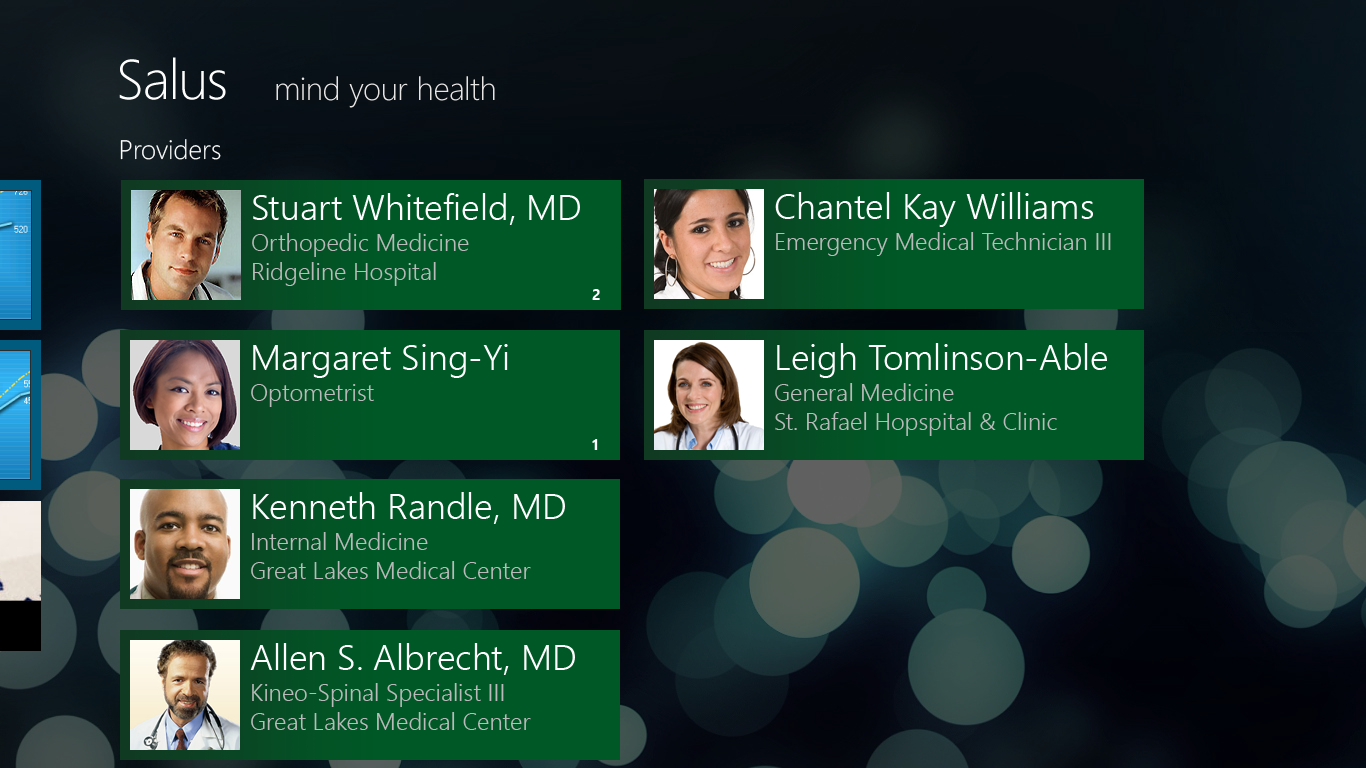 Salus mind your health
Providers
Stuart Whitefield, MD
Orthopedic Medicine
Ridgeline Hospital
2
Margaret Sing-Yi
Optometrist
1
Kenneth Randle, MD
Internal Medicine
Great Lakes Medical Center
Allen S. Albrecht, MD
Kineo-Spinal Specialist III
Great Lakes Medical Center
Chantel Kay Williams
Emergency Medical Technician III
Leigh Tomlinson-Able
General Medicine
St. Rafael Hopspital & Clinic
520